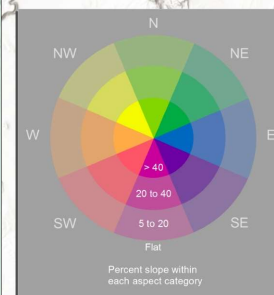 N
NW NE
W E
> 40
20 to 40
SW SE
5 to 20
Flat
Percent slope within
each aspect category